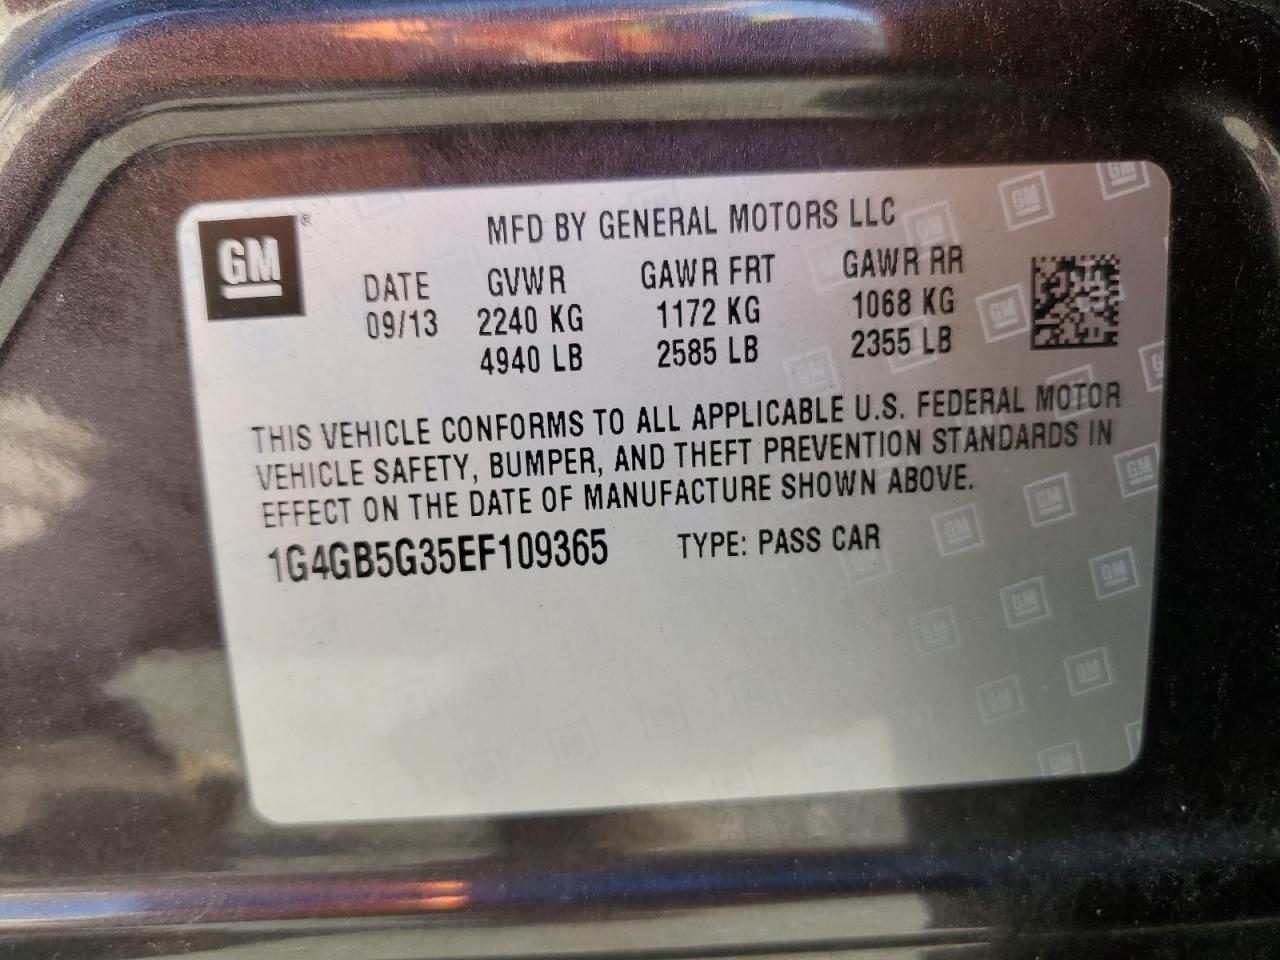 GM
MFD BY GENERAL MOTORS LLC
DATE GVWR GAWR FRT GAWR RR
09/13 2240 KG 1172 KG 1068 KG
4940 LB 2585 LB 2355 LB
THIS VEHICLE CONFORMS TO ALL APPLICABLE U.S. FEDERAL MOTOR
VEHICLE SAFETY, BUMPER, AND THEFT PREVENTION STANDARDS IN
EFFECT ON THE DATE OF MANUFACTURE SHOWN ABOVE.
1G4GB5G35EF109365 TYPE: PASS CAR